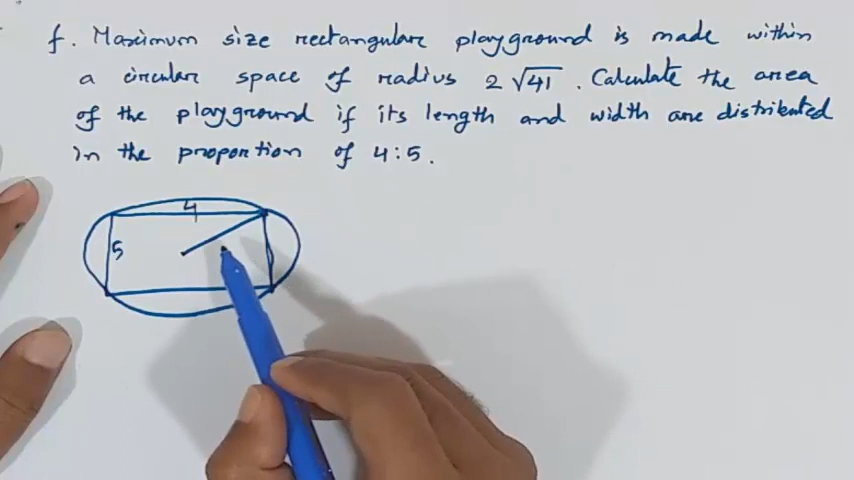 f. Maximum size rectangular playground is made within
a circular space of radius 2 √41 . Calculate the area
of the playground if its length and width are distributed
in the proportion of 4:5.
4
5